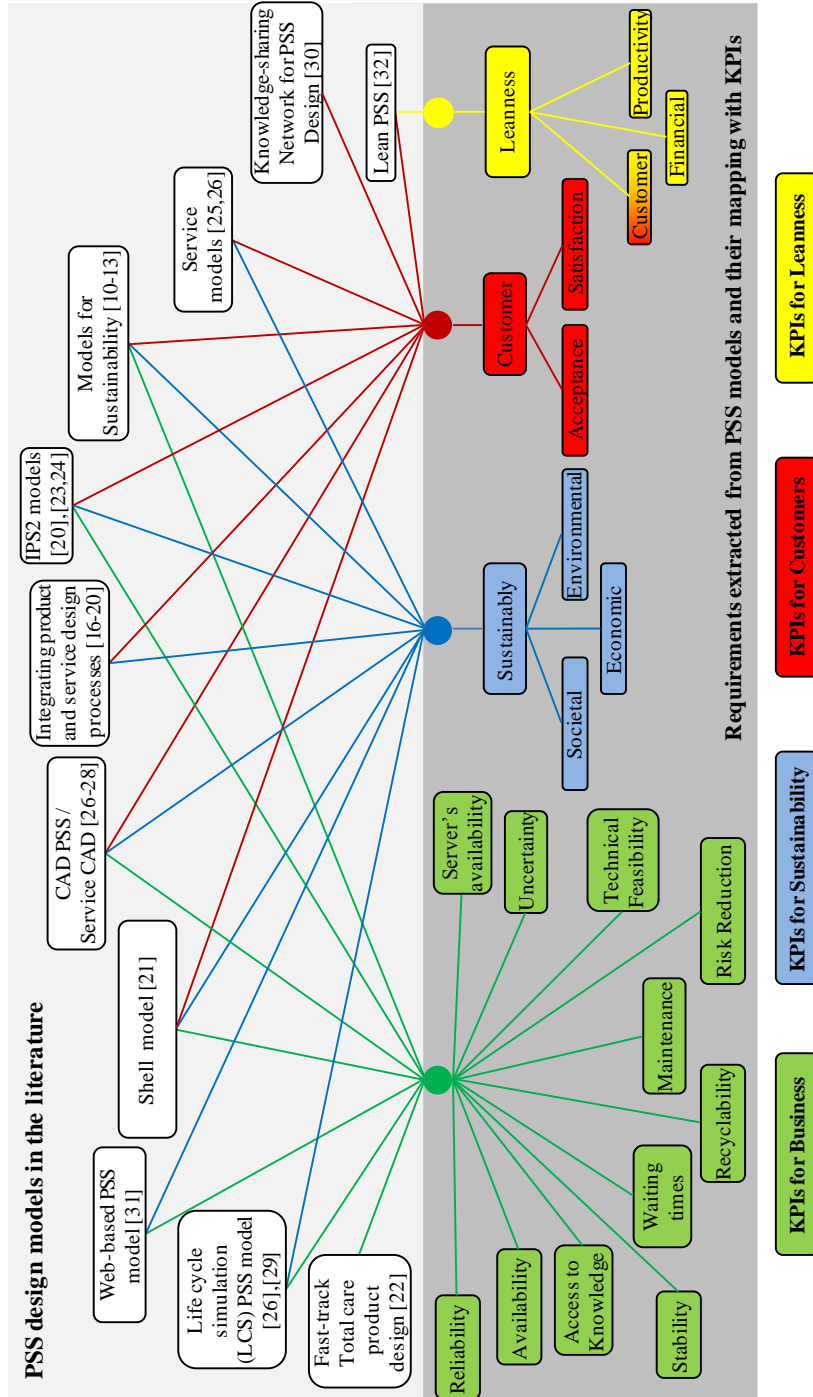 PSS design models in the literature
Fast-track
Total care
product
design [22]
Life cycle
simulation
(LCS) PSS model
[26],[29]
Web-based PSS
model [31]
Shell model [21]
CAD PSS /
Service CAD [26-28]
Integrating product
and service design
processes [16-20]
IPS2 models
[20],[23,24]
Models for
Sustainability [10-13]
Service
models [25,26]
Knowledge-sharing
Network for PSS
Design [30]
Lean PSS [32]
Reliability
Availability
Access to
Knowledge
Stability
Waiting
times
Recyclability
Maintenance
Risk Reduction
Technical
Feasibility
Uncertainty
Server's
availability
Sustainably
Societal
Economic
Environmental
Customer
Acceptance
Satisfaction
Leanness
Customer
Financial
Productivity
Requirements extracted from PSS models and their mapping with KPIs
KPIs for Business
KPIs for Sustainability
KPIs for Customers
KPIs for Leanness